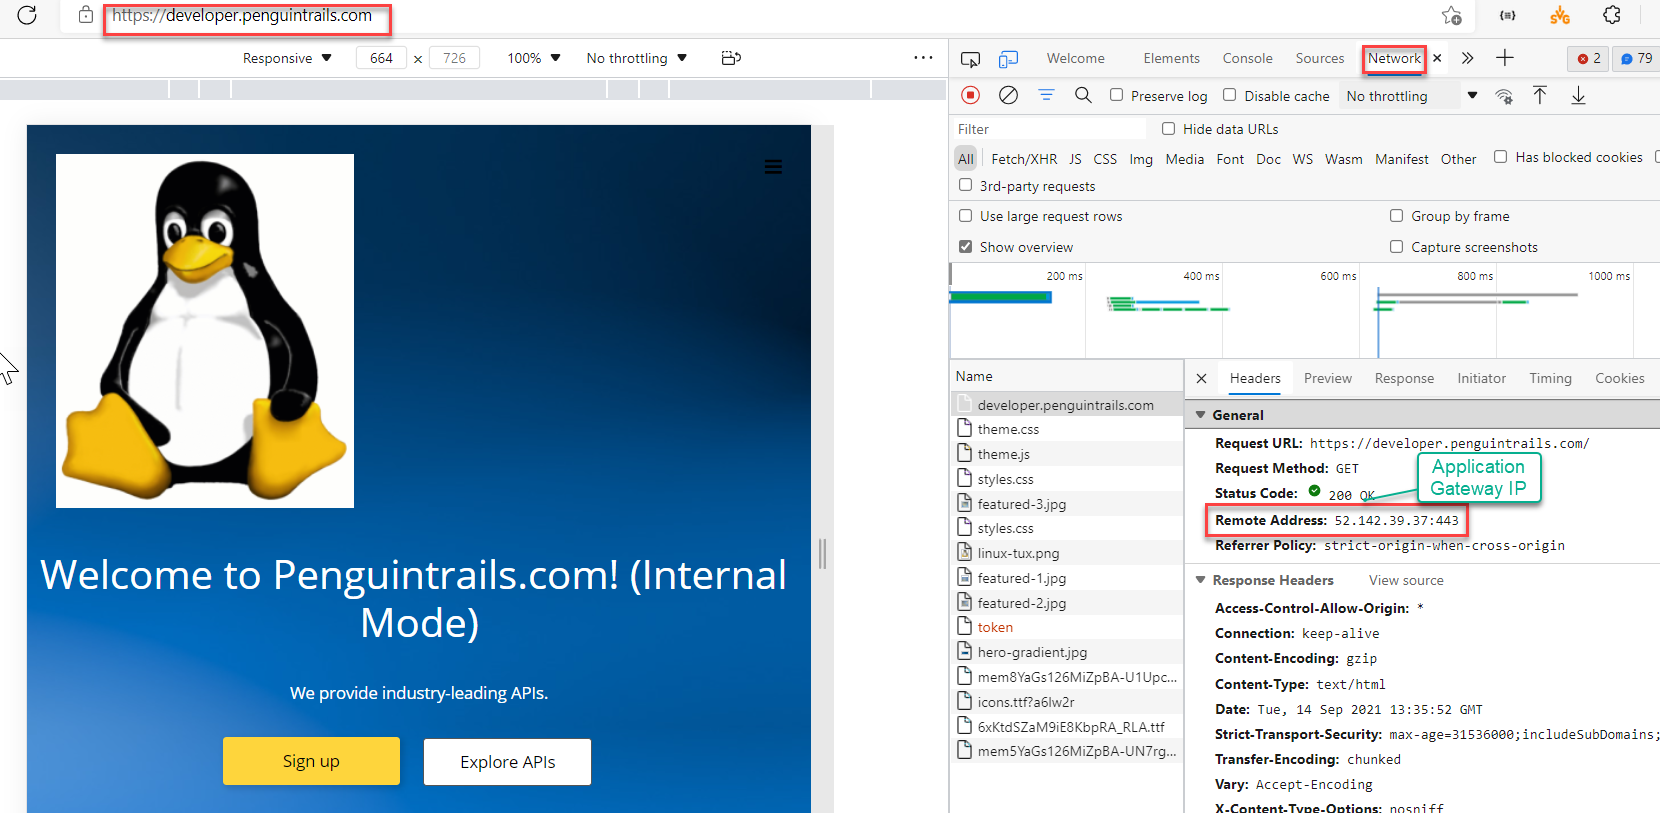 https://developer.penguintrails.com
Responsive 664 × 726 100% No throttling
Welcome Elements Console Sources Network 2 79
Preserve log Disable cache No throttling
Filter Hide data URLs
All Fetch/XHR JS CSS Img Media Font Doc WS Wasm Manifest Other Has blocked cookies
3rd-party requests
Use large request rows Group by frame
Show overview Capture screenshots
200 ms 400 ms 600 ms 800 ms 1000 ms
Name
developer.penguintrails.com
theme.css
theme.js
styles.css
featured-3.jpg
styles.css
linux-tux.png
featured-1.jpg
featured-2.jpg
token
hero-gradient.jpg
mem8YaGs126MiZpBA-U1Upc...
icons.ttf?a6lw2r
6xKtdSZaM9iE8KbpRA_RLA.ttf
mem5YaGs126MiZpBA-UN7rg...
Headers Preview Response Initiator Timing Cookies
General
Request URL: https://developer.penguintrails.com/
Request Method: GET
Status Code: 200 OK
Application
Gateway IP
Remote Address: 52.142.39.37:443
Referrer Policy: strict-origin-when-cross-origin
Response Headers View source
Access-Control-Allow-Origin: *
Connection: keep-alive
Content-Encoding: gzip
Content-Type: text/html
Date: Tue, 14 Sep 2021 13:35:52 GMT
Strict-Transport-Security: max-age=31536000;includeSubDomains;
Transfer-Encoding: chunked
Vary: Accept-Encoding
X-Content-Type-Options: nosniff
Welcome to Penguintrails.com! (Internal
Mode)
We provide industry-leading APIs.
Sign up Explore APIs